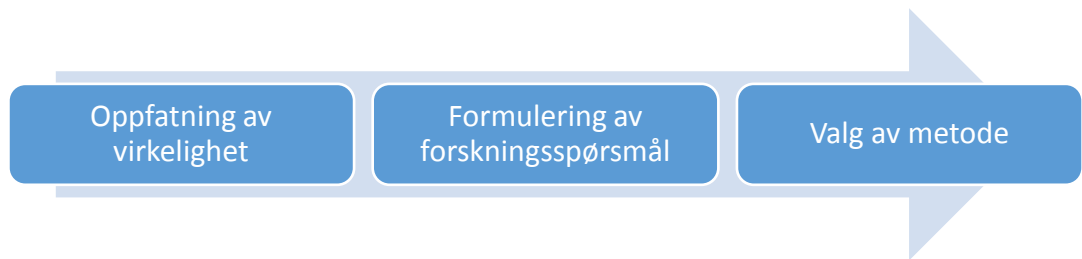 Oppfatning av
virkelighet
Formulering av
forskningsspørsmål
Valg av metode